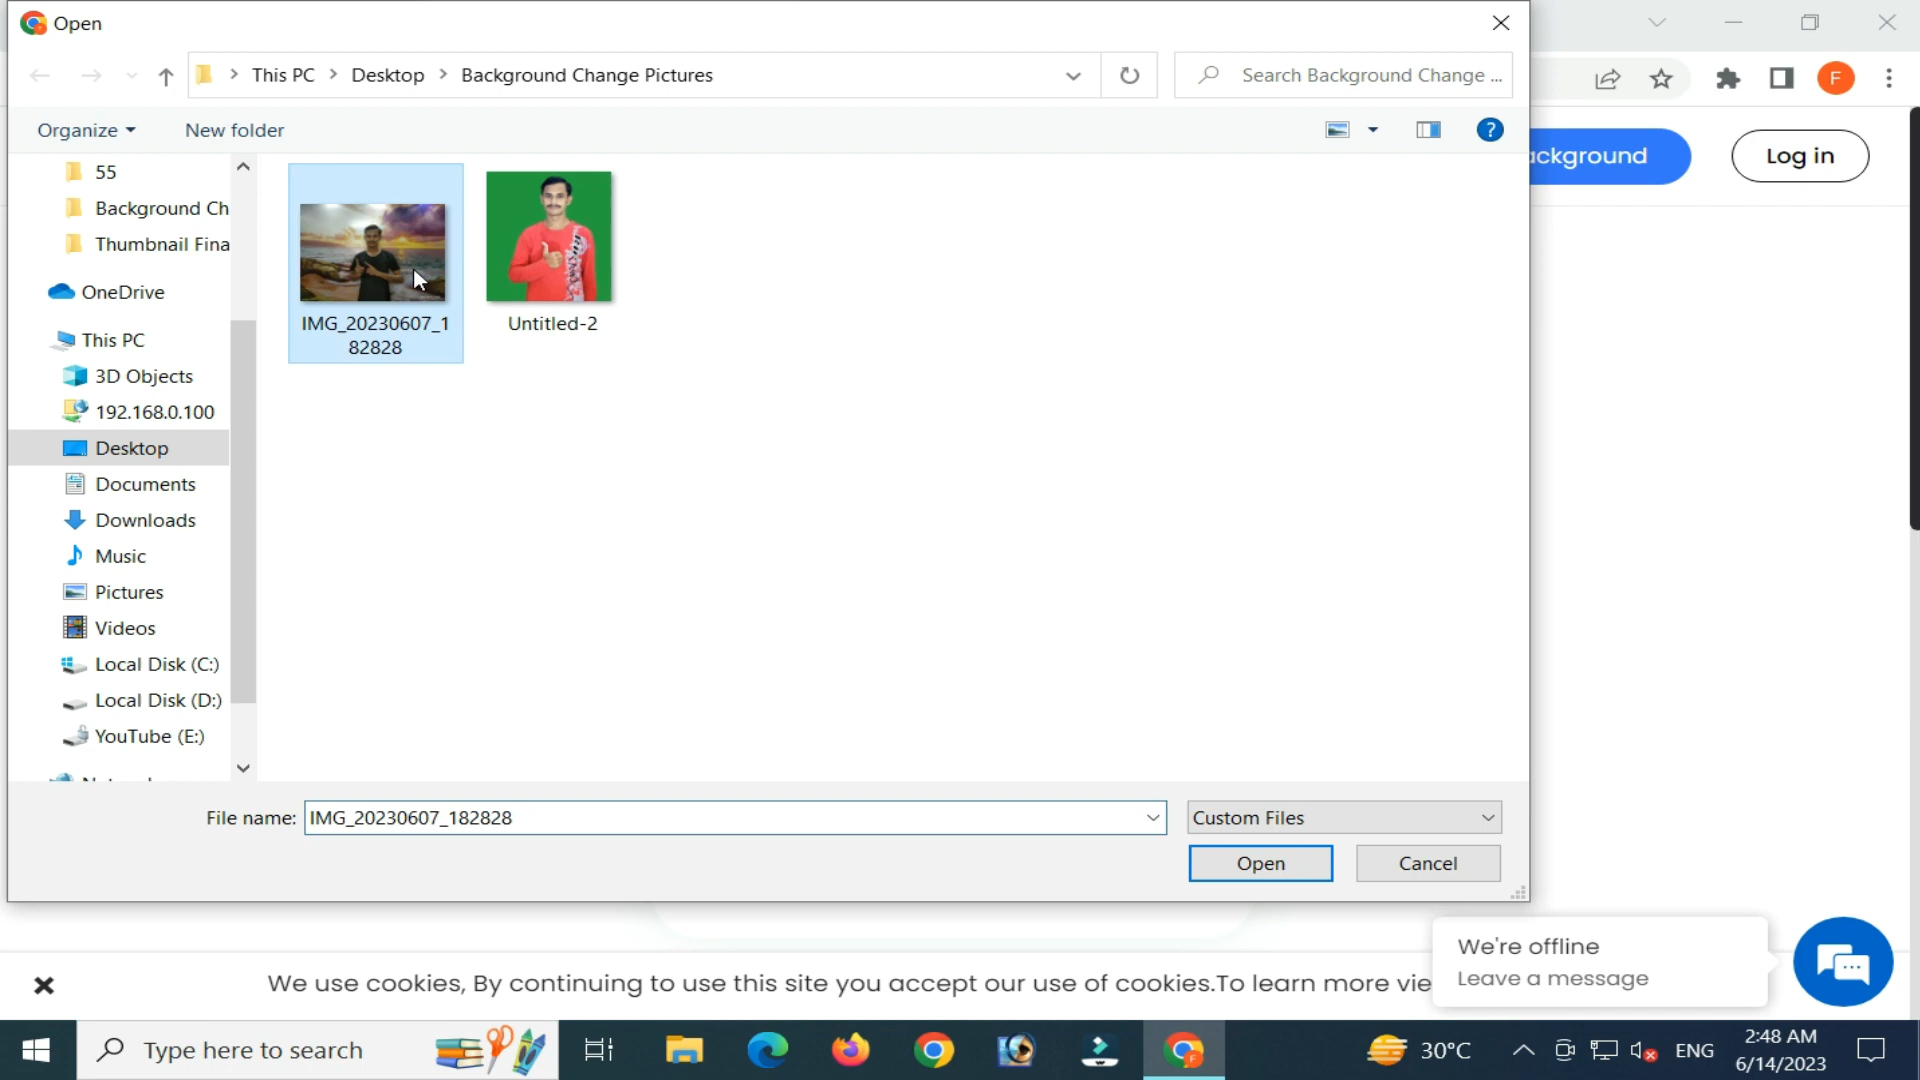 Open
This PC
Desktop
Background Change Pictures
Search Background Change ...
F
Organize
New folder
?
ackground
Log in
55
Background Ch
Thumbnail Fina
OneDrive
This PC
3D Objects
192.168.0.100
Desktop
Documents
Downloads
Music
Pictures
Videos
Local Disk (C:)
Local Disk (D:)
YouTube (E:)
IMG_20230607_1
82828
Untitled-2
File name:
IMG_20230607_182828
Custom Files
Open
Cancel
We're offline
Leave a message
We use cookies, By continuing to use this site you accept our use of cookies.To learn more vie
Type here to search
30°C
ENG
2:48 AM
6/14/2023